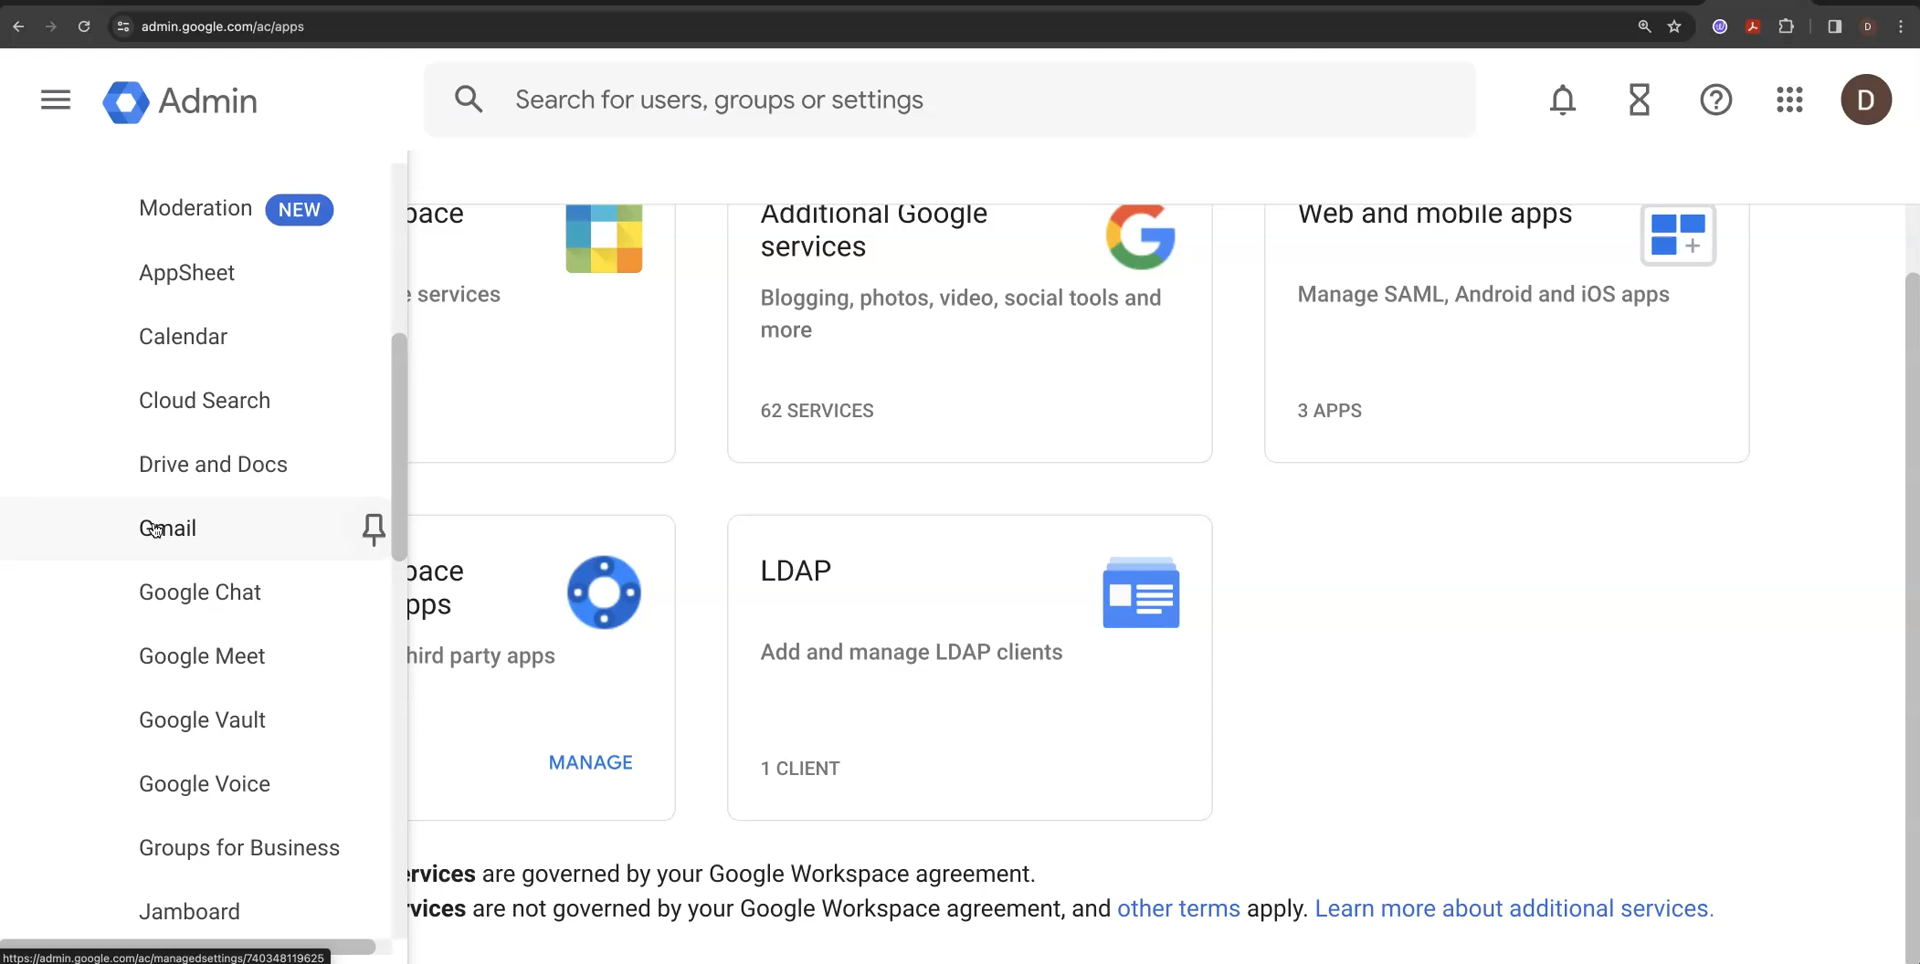 admin.google.com/ac/apps
D
Admin
Search for users, groups or settings
D
Moderation NEW
AppSheet
Calendar
Cloud Search
Drive and Docs
Gmail
Google Chat
Google Meet
Google Vault
Google Voice
Groups for Business
Jamboard
pace
e services
Additional Google
services
Blogging, photos, video, social tools and
more
62 SERVICES
Web and mobile apps
Manage SAML, Android and iOS apps
3 APPS
pace
pps
hird party apps
MANAGE
LDAP
Add and manage LDAP clients
1 CLIENT
ervices are governed by your Google Workspace agreement.
rvices are not governed by your Google Workspace agreement, and other terms apply. Learn more about additional services.
https://admin.google.com/ac/managedsettings/740348119625